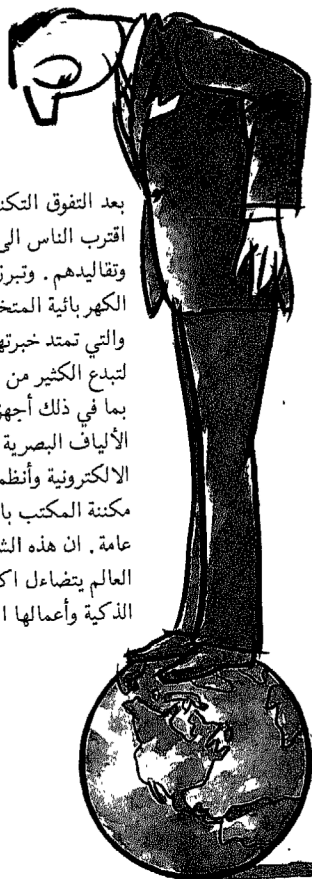 بعد التفوق التكن
اقترب الناس الى
وتقاليدهم . وتبرز
الكهربائية المتخ
والتي تمتد خبرته
لتبدع الكثير من
بما في ذلك أجهز
الألياف البصرية
الالكترونية وأنظم
مكننة المكتب با
عامة . ان هذه الش
العالم يتضاءل اك
الذكية وأعمالها ا